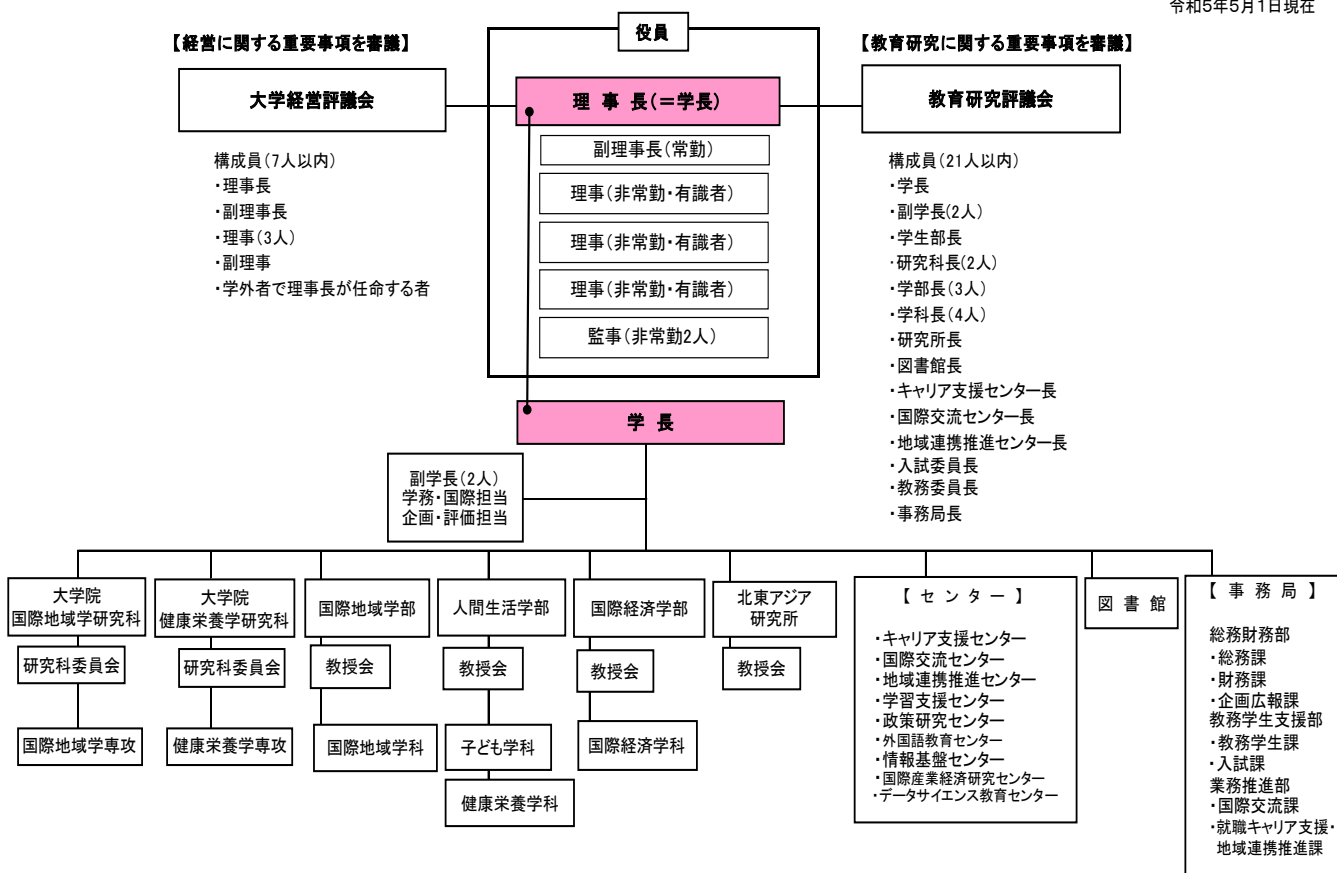 令和5年5月1日現在
【経営に関する重要事項を審議】
役員
【教育研究に関する重要事項を審議】
大学経営評議会
理 事 長(=学長)
教育研究評議会
構成員(7人以内)
・理事長
・副理事長
・理事(3人)
・副理事
・学外者で理事長が任命する者
副理事長(常勤)
理事(非常勤・有識者)
理事(非常勤・有識者)
理事(非常勤・有識者)
監事(非常勤2人)
構成員(21人以内)
・学長
・副学長(2人)
・学生部長
・研究科長(2人)
・学部長(3人)
・学科長(4人)
・研究所長
・図書館長
・キャリア支援センター長
・国際交流センター長
・地域連携推進センター長
・入試委員長
・教務委員長
・事務局長
学 長
副学長(2人)
学務・国際担当
企画・評価担当
大学院
国際地域学研究科
研究科委員会
国際地域学専攻
大学院
健康栄養学研究科
研究科委員会
健康栄養学専攻
国際地域学部
教授会
国際地域学科
人間生活学部
教授会
子ども学科
健康栄養学科
国際経済学部
教授会
国際経済学科
北東アジア
研究所
教授会
【 セ ン タ ー 】
・キャリア支援センター
・国際交流センター
・地域連携推進センター
・学習支援センター
・政策研究センター
・外国語教育センター
・情報基盤センター
・国際産業経済研究センター
・データサイエンス教育センター
図 書 館
【 事 務 局 】
総務財務部
・総務課
・財務課
・企画広報課
教務学生支援部
・教務学生課
・入試課
業務推進部
・国際交流課
・就職キャリア支援・
地域連携推進課